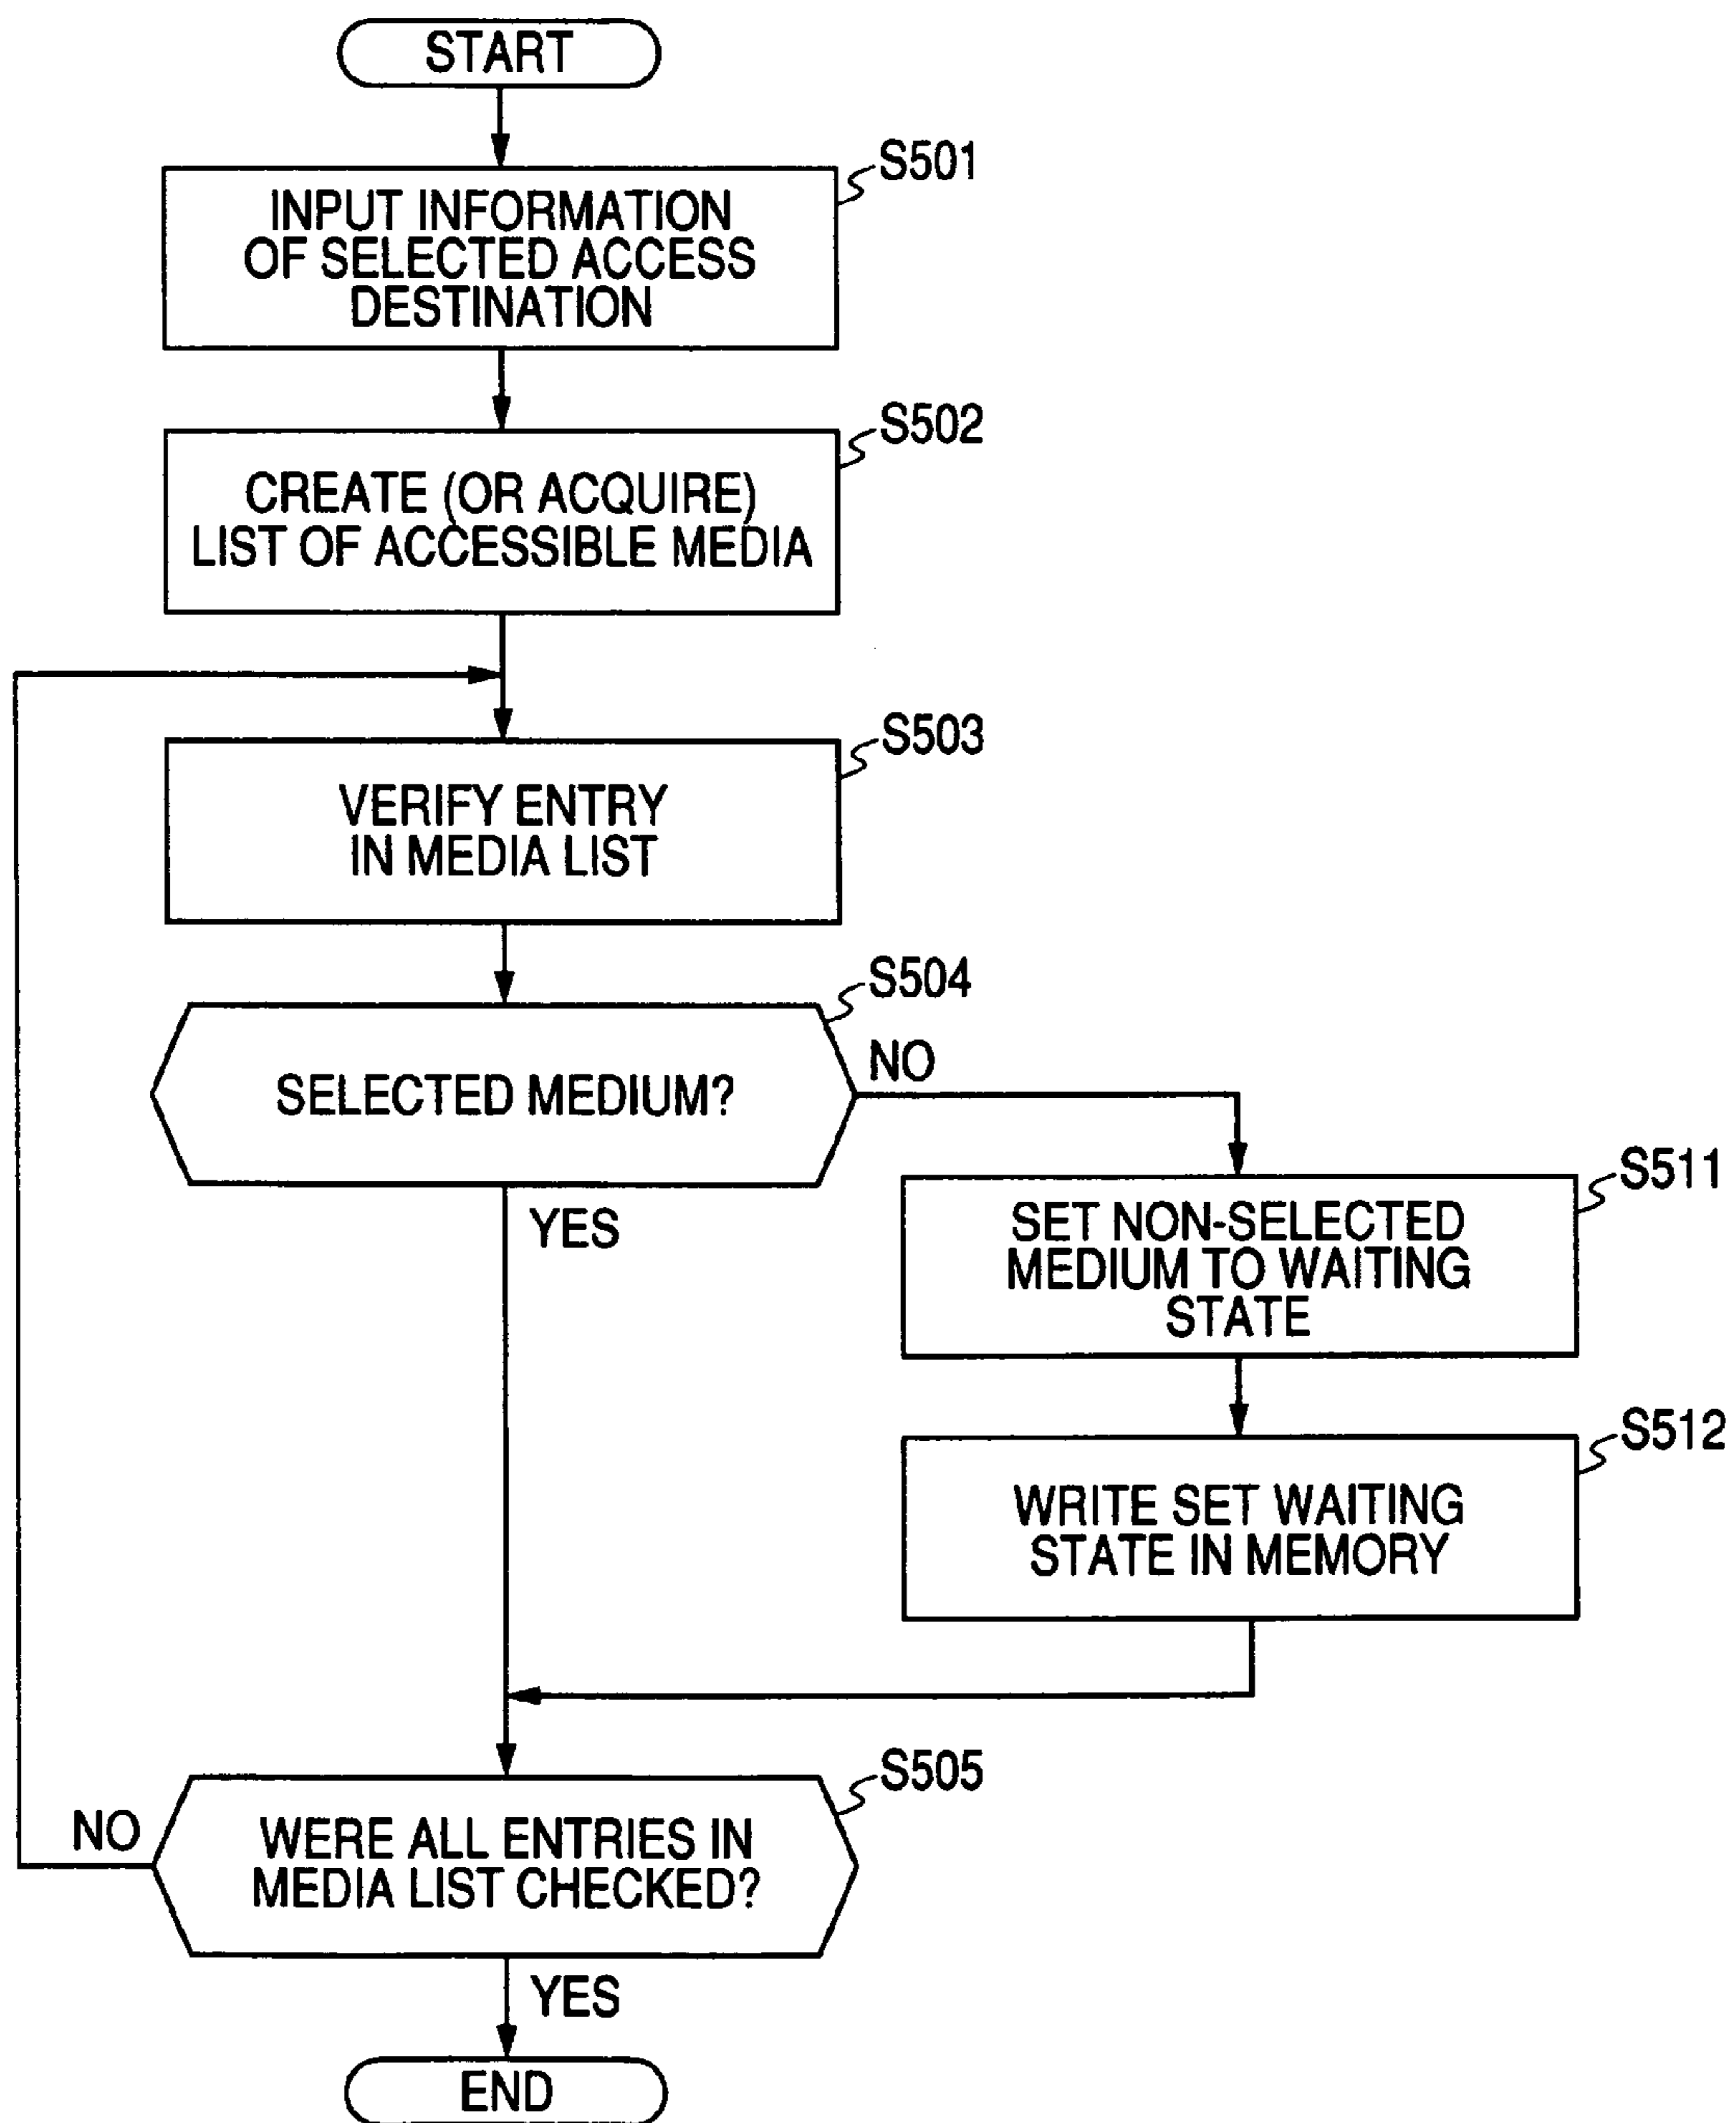 START
S501
INPUT INFORMATION
OF SELECTED ACCESS
DESTINATION
S502
CREATE (OR ACQUIRE)
LIST OF ACCESSIBLE MEDIA
S503
VERIFY ENTRY
IN MEDIA LIST
S504
SELECTED MEDIUM?
NO
YES
S511
SET NON-SELECTED
MEDIUM TO WAITING
STATE
S512
WRITE SET WAITING
STATE IN MEMORY
S505
WERE ALL ENTRIES IN
MEDIA LIST CHECKED?
NO
YES
END